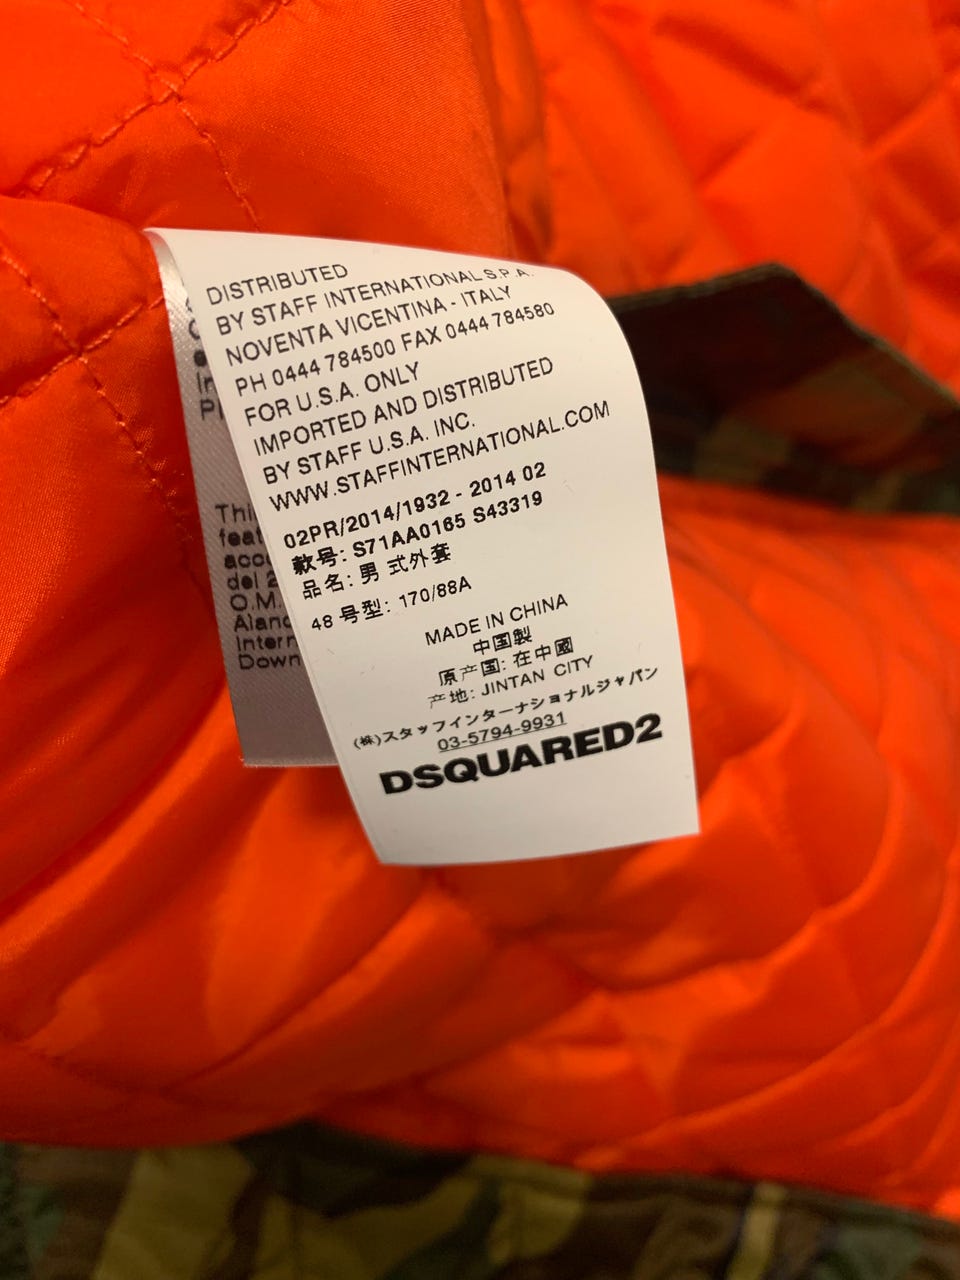 DISTRIBUTED
BY STAFF INTERNATIONAL S.P.A.
NOVENTA VICENTINA - ITALY
PH 0444 784500 FAX 0444 784580
FOR U.S.A. ONLY
IMPORTED AND DISTRIBUTED
BY STAFF U.S.A. INC.
WWW.STAFFINTERNATIONAL.COM
02PR/2014/1932 - 2014 02
款号: S71AA0165 S43319
品名: 男 式外套
48 号型: 170/88A
MADE IN CHINA
中国製
原产国: 在中國
产地: JINTAN CITY
(株)スタッフインターナショナルジャパン
03-5794-9931
DSQUARED2
del 2
O.M.
Down